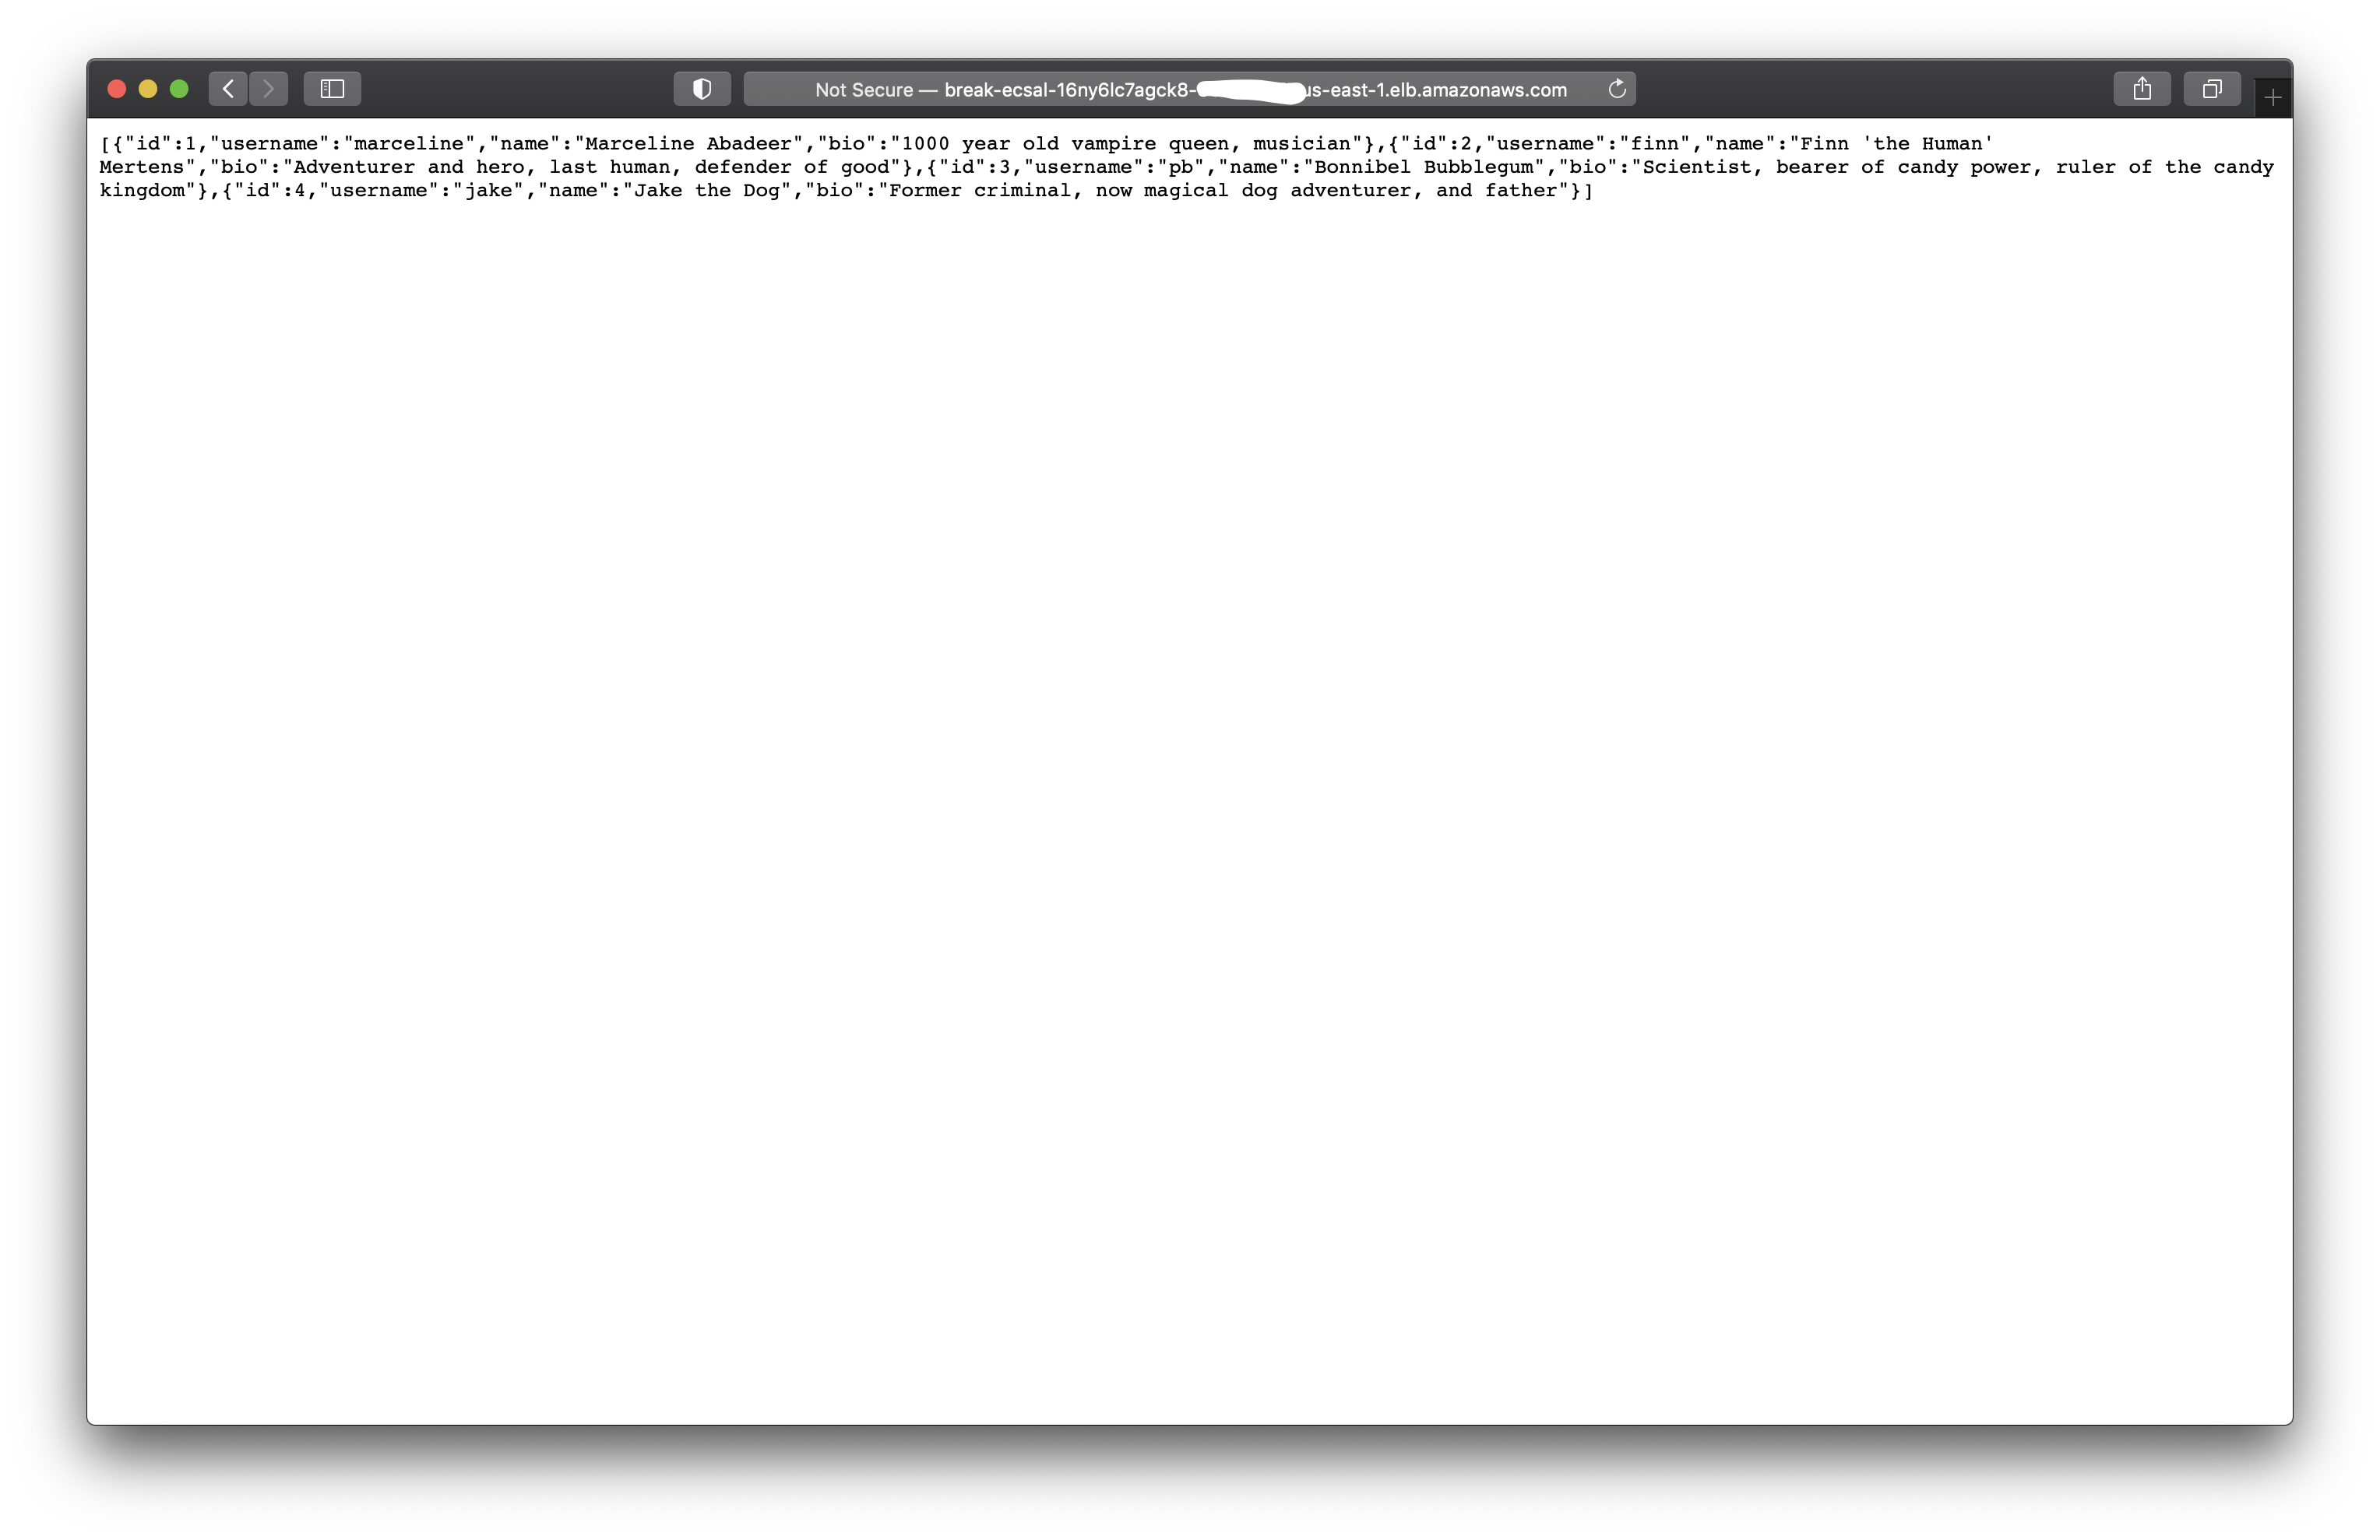 Not Secure — break-ecsal-16ny6lc7agck8- us-east-1.elb.amazonaws.com
[{"id":1,"username":"marceline","name":"Marceline Abadeer","bio":"1000 year old vampire queen, musician"},{"id":2,"username":"finn","name":"Finn 'the Human'
Mertens","bio":"Adventurer and hero, last human, defender of good"},{"id":3,"username":"pb","name":"Bonnibel Bubblegum","bio":"Scientist, bearer of candy power, ruler of the candy
kingdom"},{"id":4,"username":"jake","name":"Jake the Dog","bio":"Former criminal, now magical dog adventurer, and father"}]